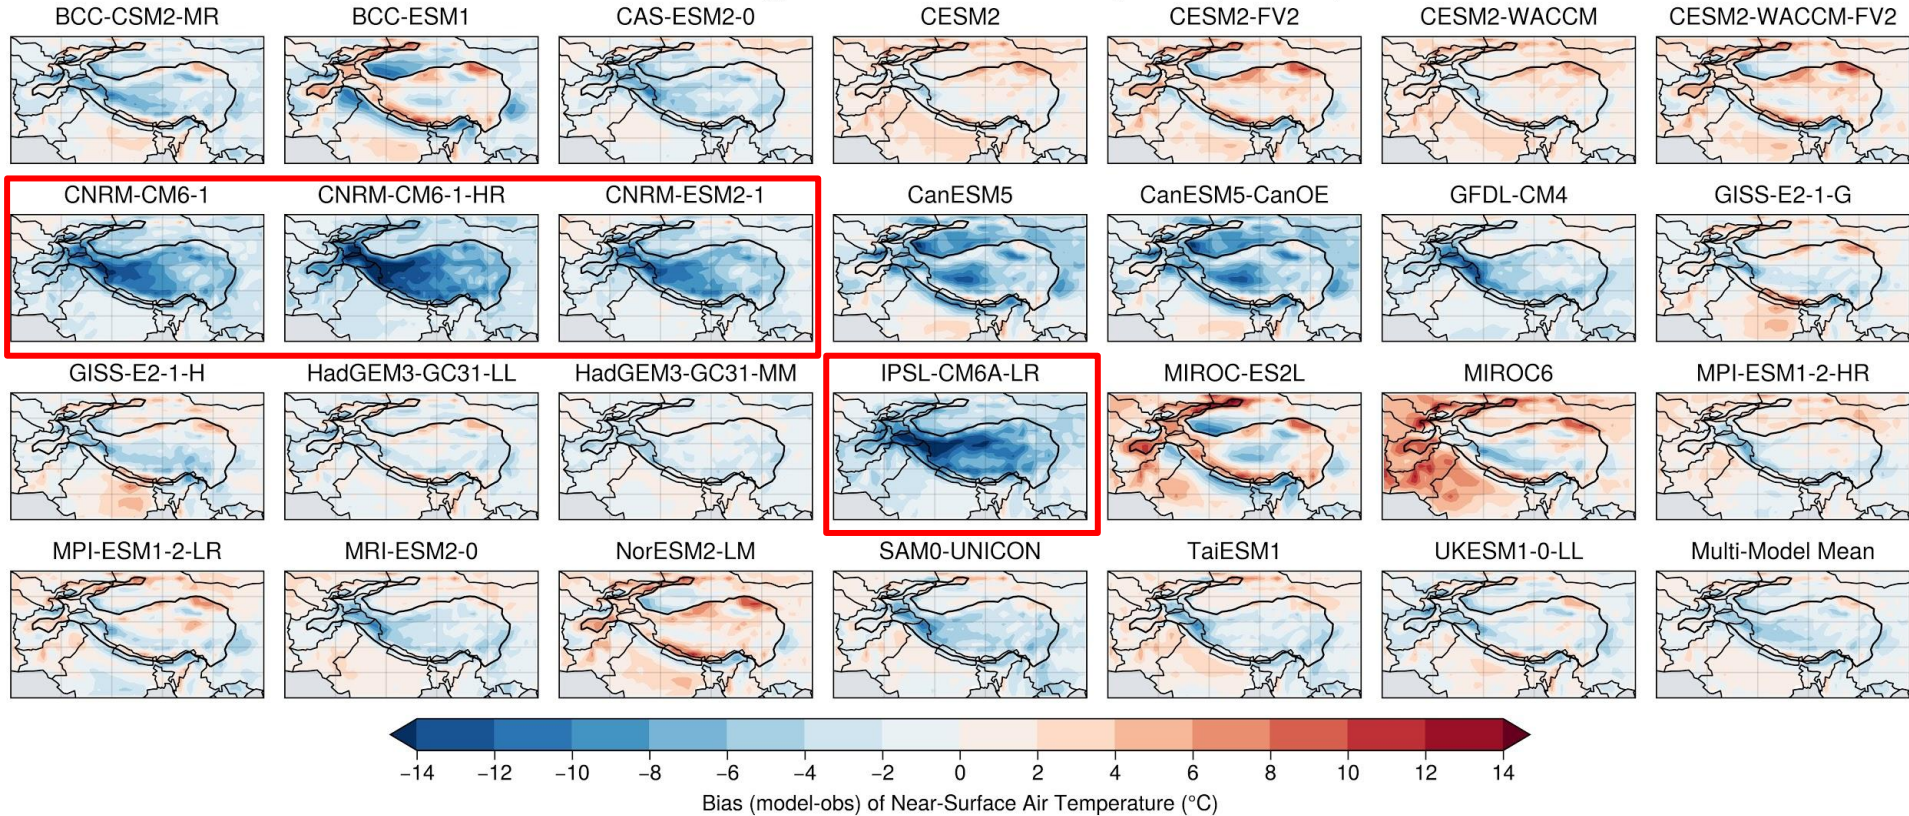 BCC-CSM2-MR BCC-ESM1 CAS-ESM2-0 CESM2 CESM2-FV2 CESM2-WACCM CESM2-WACCM-FV2
CNRM-CM6-1 CNRM-CM6-1-HR CNRM-ESM2-1 CanESM5 CanESM5-CanOE GFDL-CM4 GISS-E2-1-G
GISS-E2-1-H HadGEM3-GC31-LL HadGEM3-GC31-MM IPSL-CM6A-LR MIROC-ES2L MIROC6 MPI-ESM1-2-HR
MPI-ESM1-2-LR MRI-ESM2-0 NorESM2-LM SAM0-UNICON TaiESM1 UKESM1-0-LL Multi-Model Mean
−14 −12 −10 −8 −6 −4 −2 0 2 4 6 8 10 12 14
Bias (model-obs) of Near-Surface Air Temperature (°C)